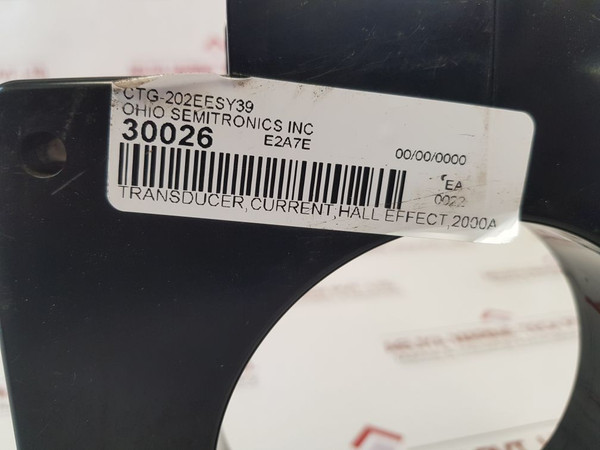 CTG-202EESY39
OHIO SEMITRONICS INC
30026 E2A7E 00/00/0000
EA
0022
TRANSDUCER,CURRENT,HALL EFFECT,2000A